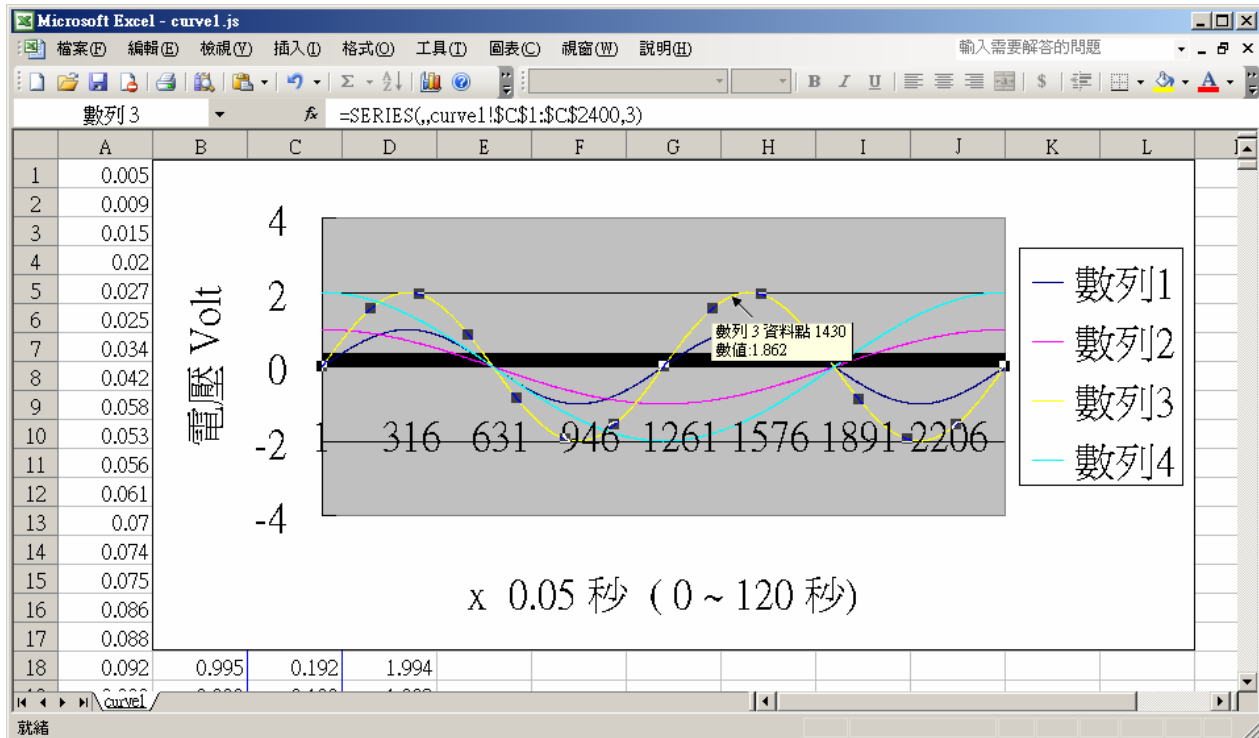 Microsoft Excel - curve1.js
檔案(F) 編輯(E) 檢視(V) 插入(I) 格式(O) 工具(T) 圖表(C) 視窗(W) 說明(H) 輸入需要解答的問題
Σ B I U $ A
數列 3 fx =SERIES(,,curve1!$C$1:$C$2400,3)
A B C D E F G H I J K L
1 0.005
2 0.009
3 0.015
4 0.02
5 0.027
6 0.025
7 0.034
8 0.042
9 0.058
10 0.053
11 0.056
12 0.061
13 0.07
14 0.074
15 0.075
16 0.086
17 0.088
18 0.092 0.995 0.192 1.994
電壓 Volt
4
2
0
-2
-4
1 316 631 946 1261 1576 1891 2206
數列 3 資料點 1430
數值:1.862
x 0.05 秒 ( 0 ~ 120 秒)
數列1
數列2
數列3
數列4
curve1
就緒